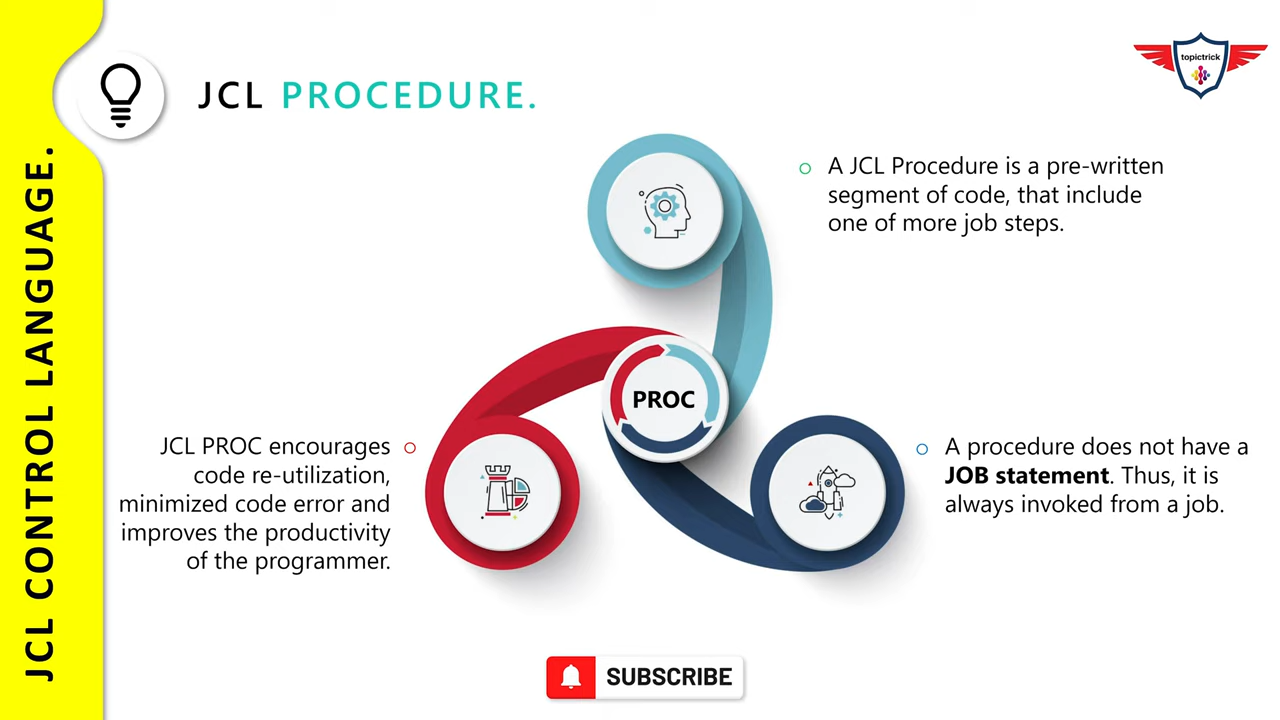 JCL CONTROL LANGUAGE.
JCL PROCEDURE.
topictrick
A JCL Procedure is a pre-written
segment of code, that include
one of more job steps.
PROC
JCL PROC encourages
code re-utilization,
minimized code error and
improves the productivity
of the programmer.
A procedure does not have a
JOB statement. Thus, it is
always invoked from a job.
SUBSCRIBE